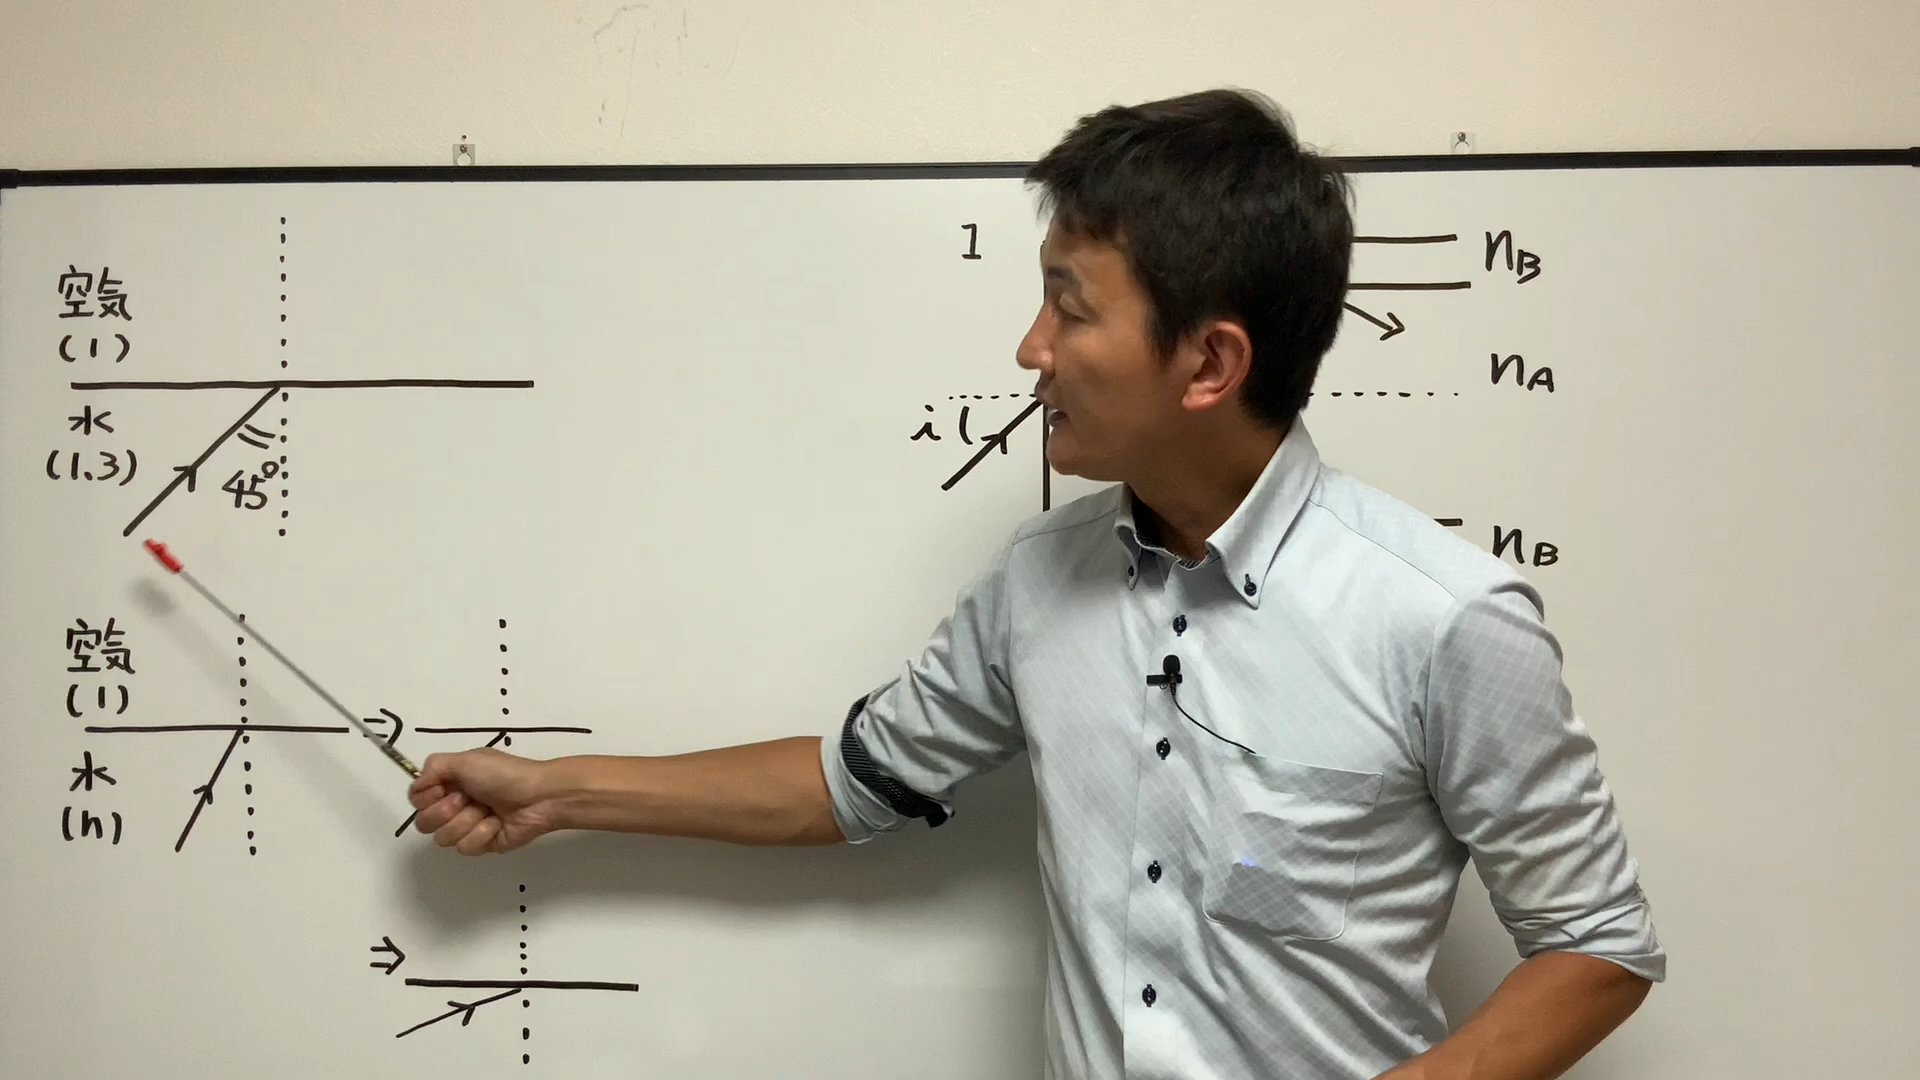 空気
(1)
水
(1.3)
45°
空気
(1)
水
(n)
1
i
nB
nA
nB